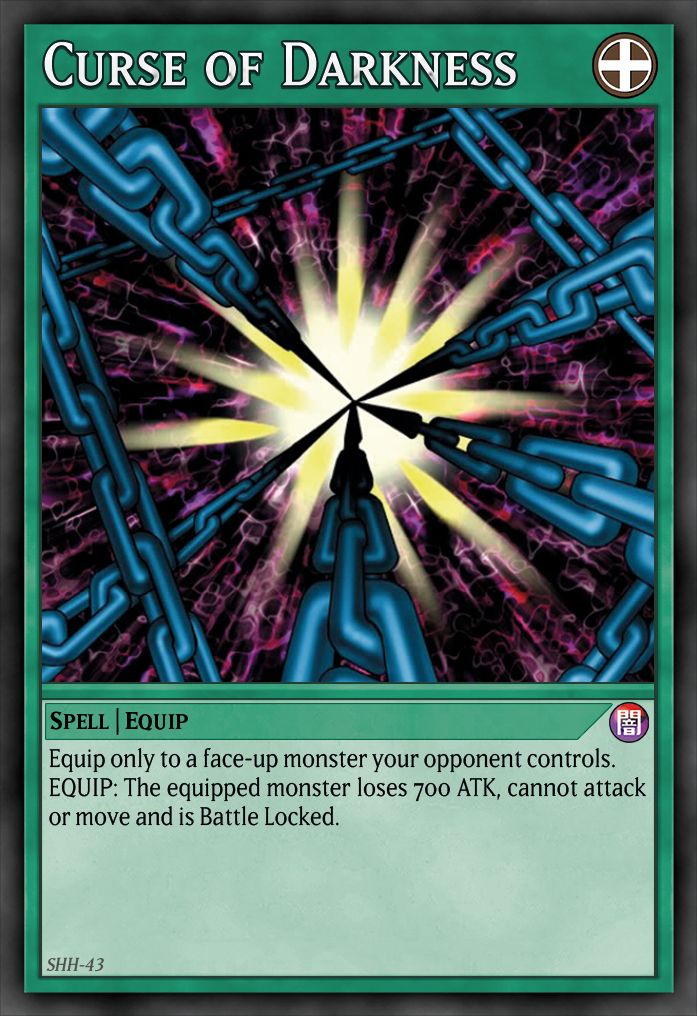 Curse of Darkness
Spell | Equip
闇
Equip only to a face-up monster your opponent controls.
EQUIP: The equipped monster loses 700 ATK, cannot attack
or move and is Battle Locked.
SHH-43